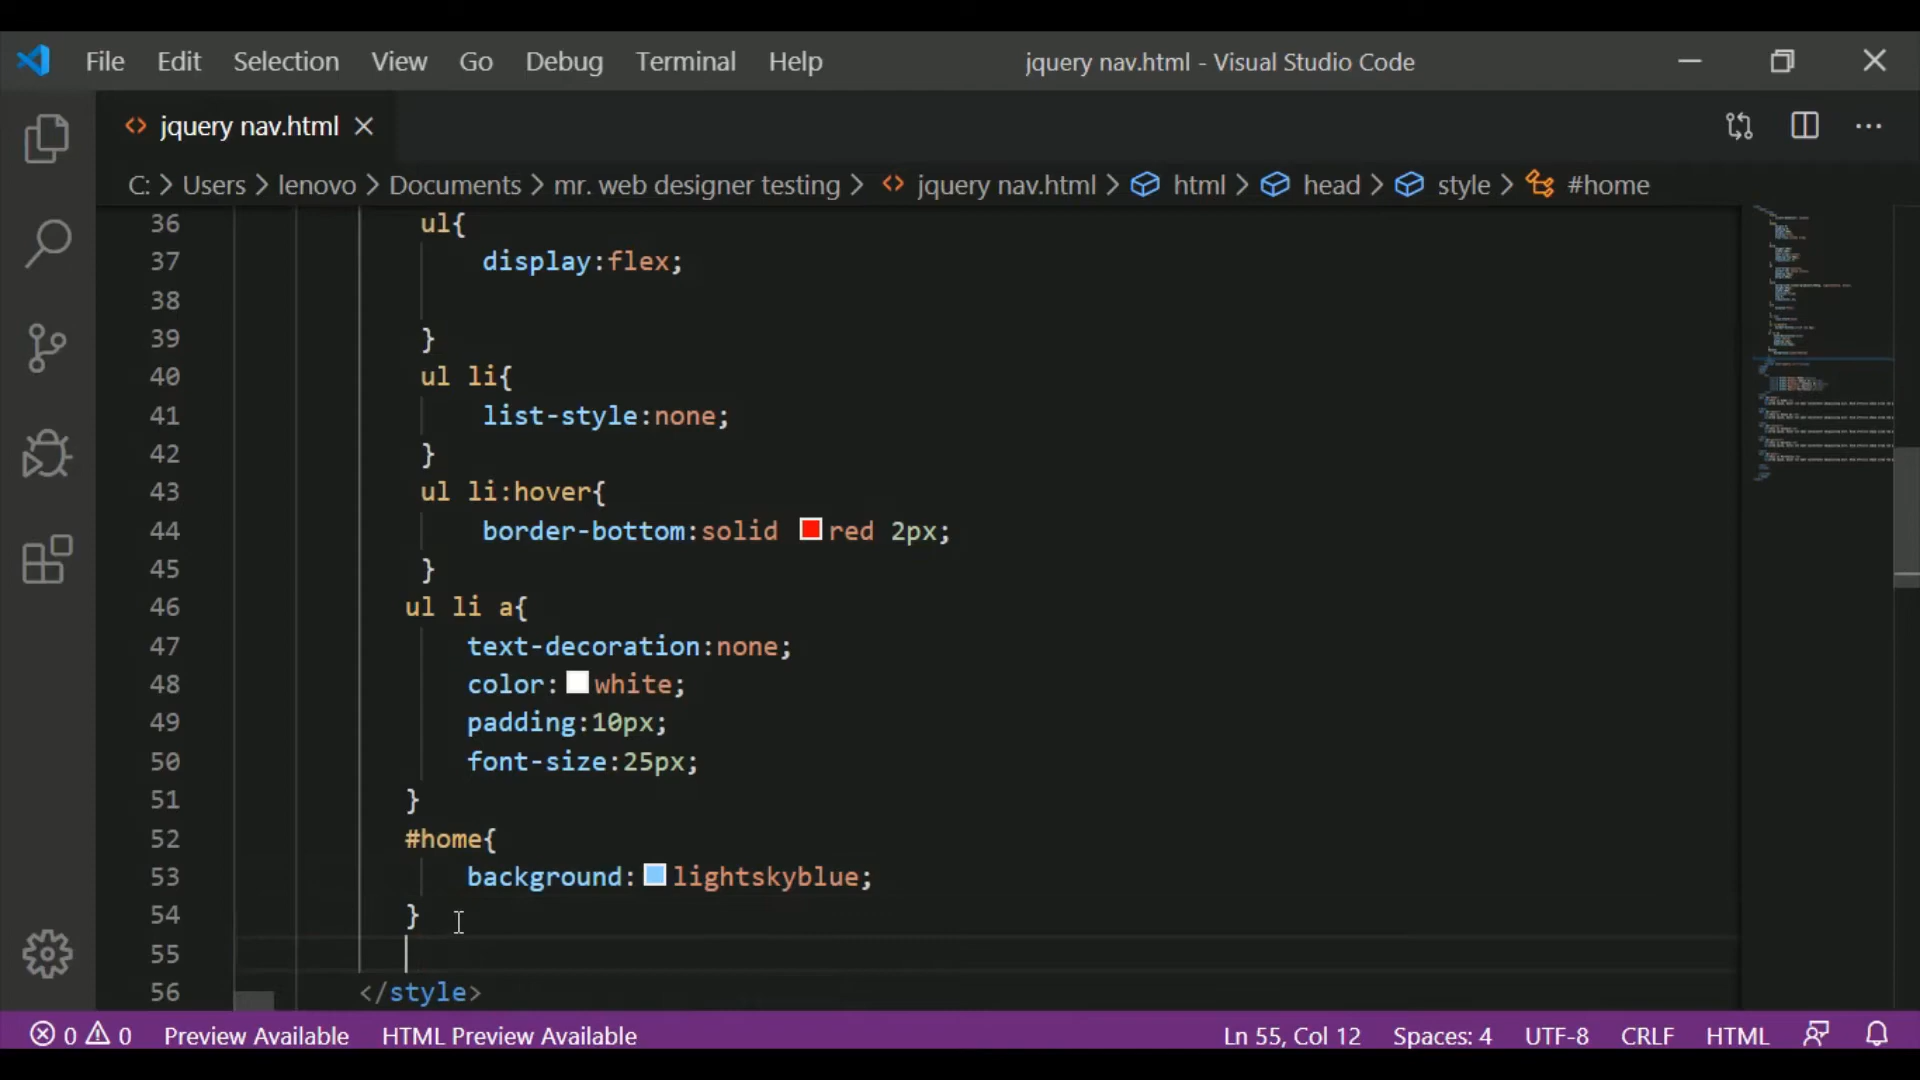 File Edit Selection View Go Debug Terminal Help jquery nav.html - Visual Studio Code
jquery nav.html
C: > Users > lenovo > Documents > mr. web designer testing > jquery nav.html > html > head > style > #home
36 ul{
37 display:flex;
38
39 }
40 ul li{
41 list-style:none;
42 }
43 ul li:hover{
44 border-bottom:solid red 2px;
45 }
46 ul li a{
47 text-decoration:none;
48 color: white;
49 padding:10px;
50 font-size:25px;
51 }
52 #home{
53 background: lightskyblue;
54 }
55
56 </style>
0 0 Preview Available HTML Preview Available Ln 55, Col 12 Spaces: 4 UTF-8 CRLF HTML